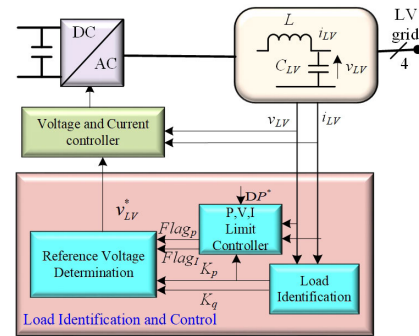 DC
AC
L
i_LV
C_LV
v_LV
LV
grid
4
Voltage and Current
controller
v_LV
i_LV
v*_LV
DP*
P,V,I
Limit
Controller
Flag_p
Flag_I
K_p
K_q
Reference Voltage
Determination
Load
Identification
Load Identification and Control